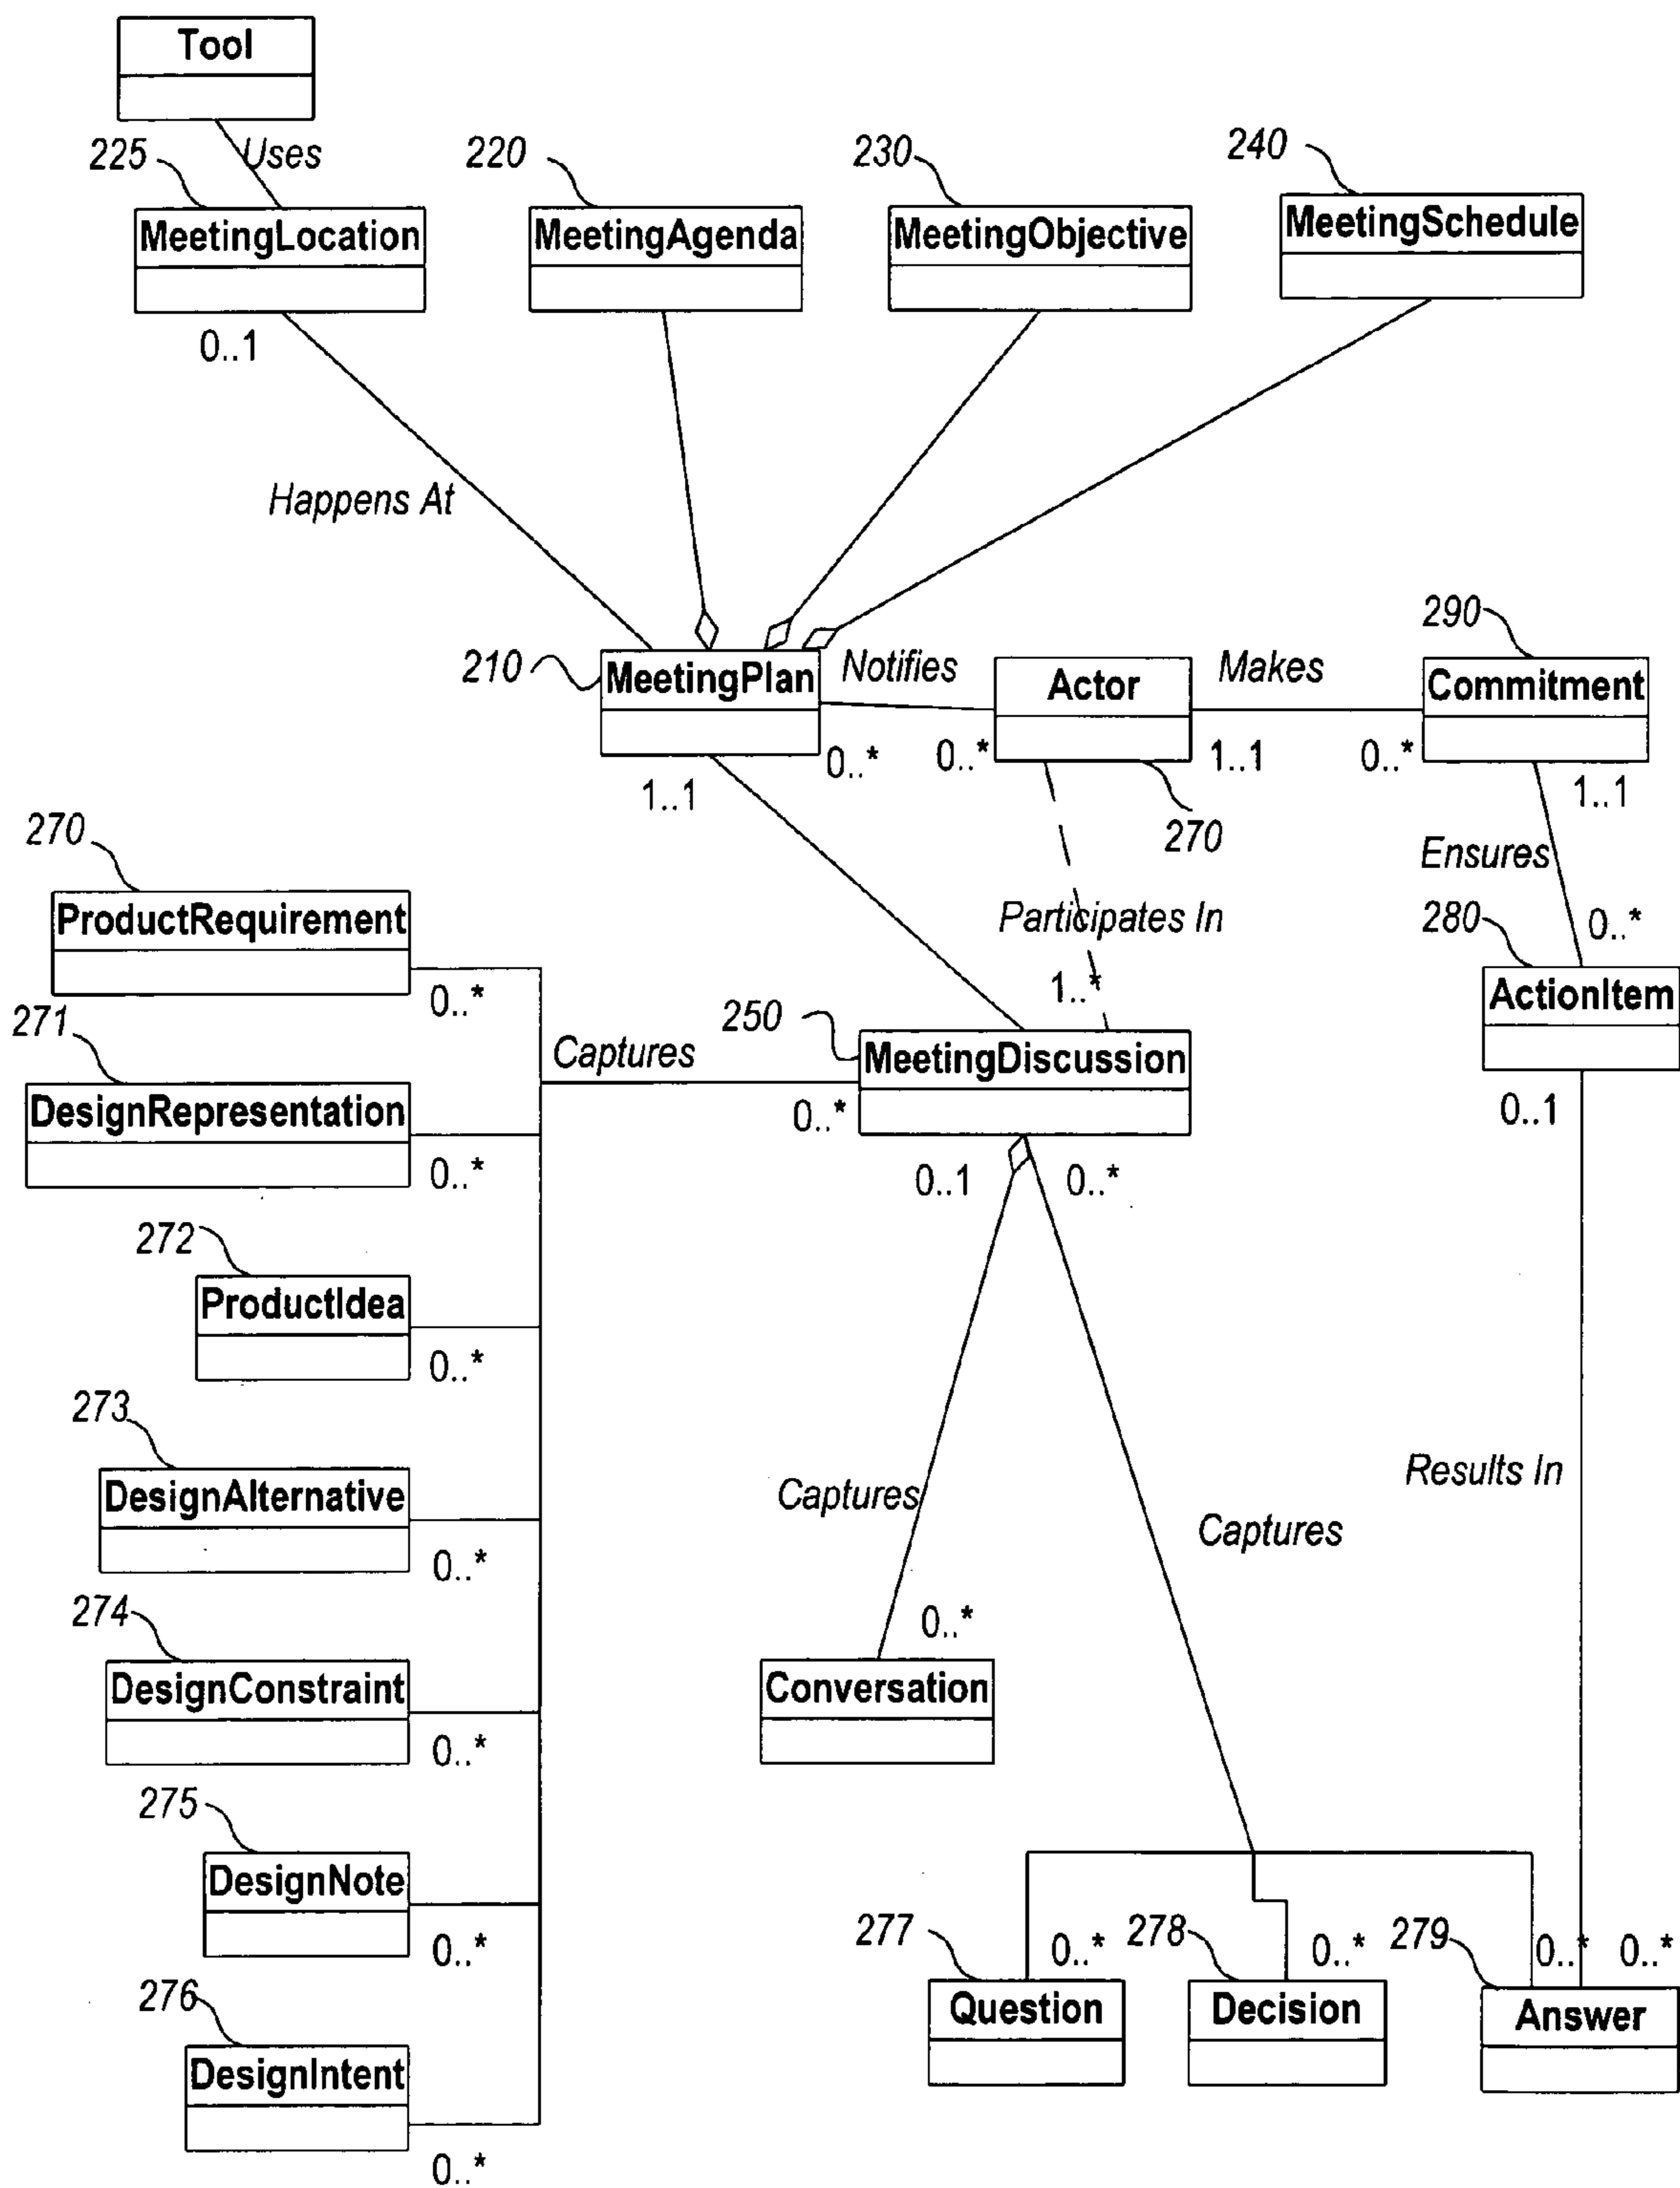 Tool
Uses
225
220
230
240
MeetingLocation
MeetingAgenda
MeetingObjective
MeetingSchedule
0..1
Happens At
290
210
MeetingPlan
Notifies
Actor
Makes
Commitment
0..*
0..*
1..1
0..*
1..1
1..1
270
270
Ensures
ProductRequirement
Participates In
280
0..*
0..*
1..*
ActionItem
271
250
Captures
MeetingDiscussion
DesignRepresentation
0..*
0..1
0..*
0..1
0..*
272
ProductIdea
0..*
273
Results In
DesignAlternative
Captures
Captures
0..*
274
0..*
DesignConstraint
Conversation
0..*
275
DesignNote
277
0..*
278
0..*
279
0..*
0..*
0..*
276
Question
Decision
Answer
DesignIntent
0..*